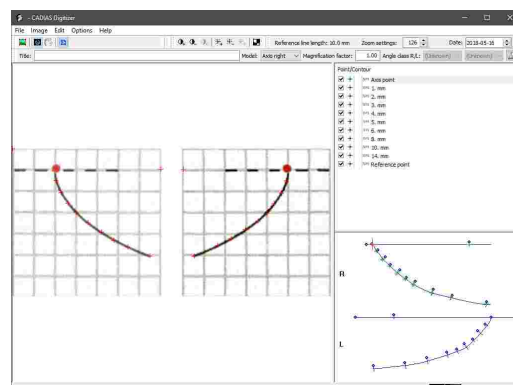 - CADIAS Digitizer
File Image Edit Options Help
Reference line length: 10.0 mm Zoom settings: 126 Date: 2018-05-16
Title: Model: Axis right Magnification factor: 1.00 Angle class R/L: (Unknown) (Unknown)
Point/Contour
Axis point
1. mm
2. mm
3. mm
4. mm
5. mm
6. mm
8. mm
10. mm
14. mm
Reference point
R
L